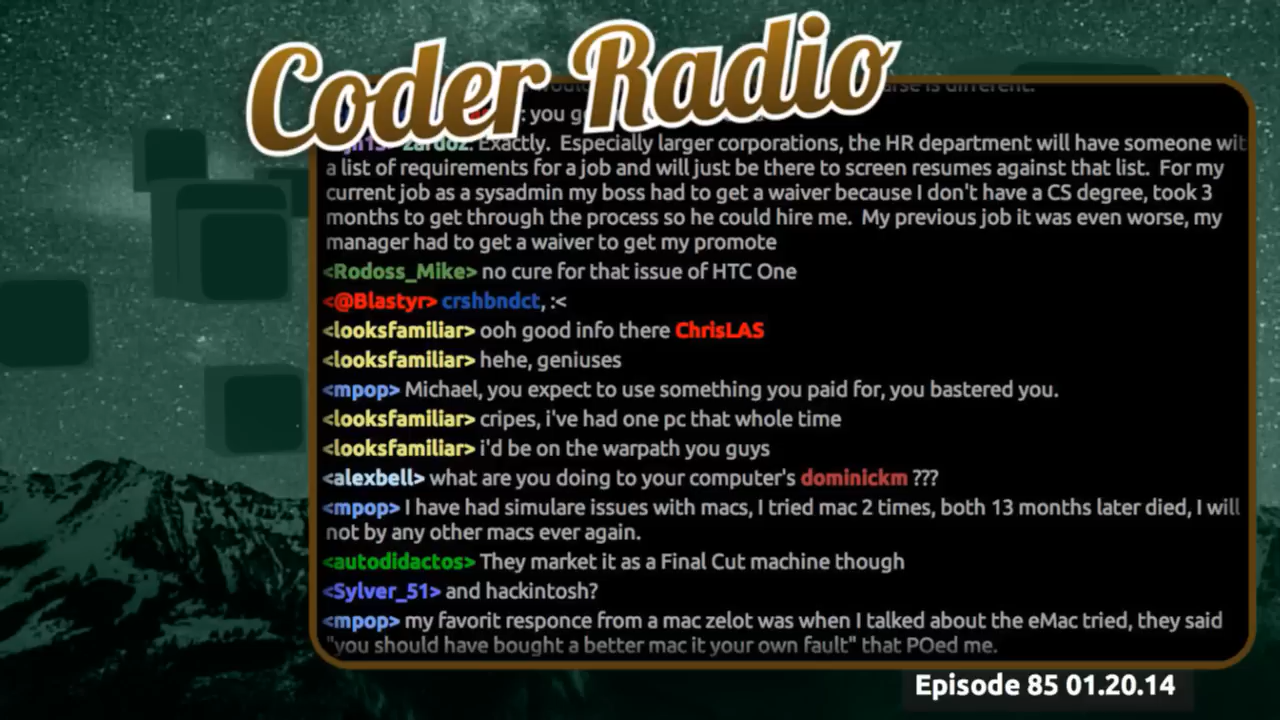 Coder Radio
arse is different.
: you g
zardoz: Exactly.  Especially larger corporations, the HR department will have someone wit
a list of requirements for a job and will just be there to screen resumes against that list.  For my
current job as a sysadmin my boss had to get a waiver because I don't have a CS degree, took 3
months to get through the process so he could hire me.  My previous job it was even worse, my
manager had to get a waiver to get my promote
<Rodoss_Mike> no cure for that issue of HTC One
<@Blastyr> crshbndct, :<
<looksfamiliar> ooh good info there ChrisLAS
<looksfamiliar> hehe, geniuses
<mpop> Michael, you expect to use something you paid for, you bastered you.
<looksfamiliar> cripes, i've had one pc that whole time
<looksfamiliar> i'd be on the warpath you guys
<alexbell> what are you doing to your computer's dominickm ???
<mpop> I have had simulare issues with macs, I tried mac 2 times, both 13 months later died, I will
not by any other macs ever again.
<autodidactos> They market it as a Final Cut machine though
<Sylver_51> and hackintosh?
<mpop> my favorit responce from a mac zelot was when I talked about the eMac tried, they said
"you should have bought a better mac it your own fault" that POed me.
Episode 85 01.20.14